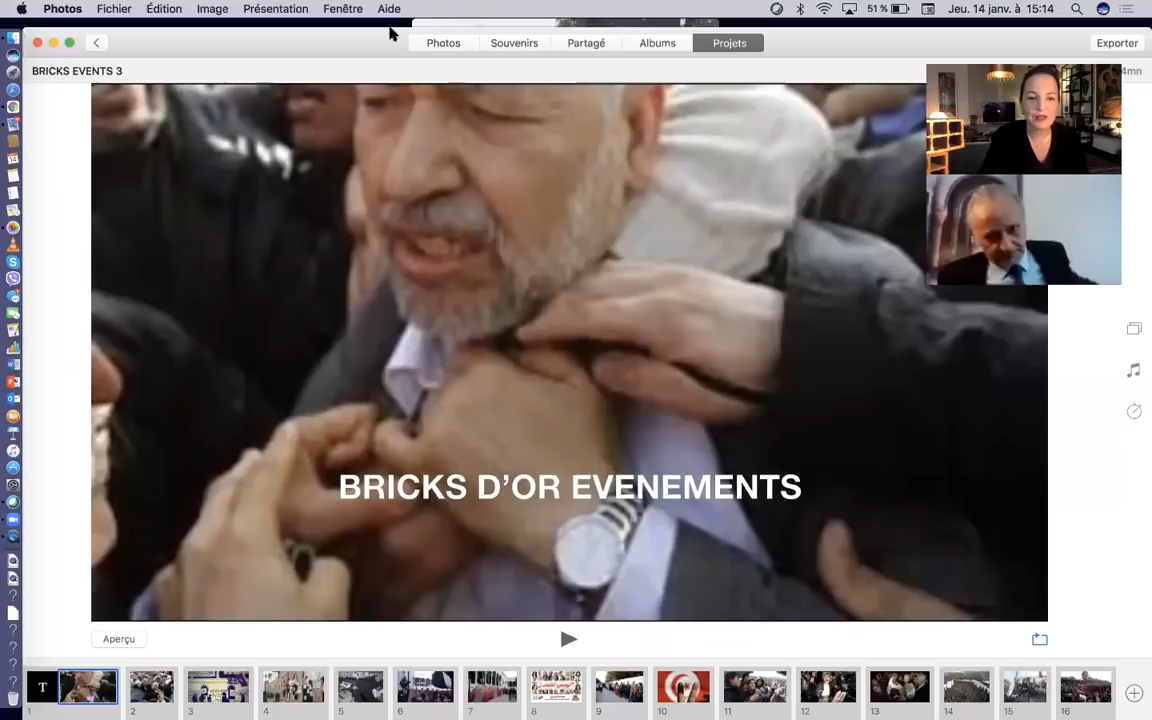 Photos Fichier Édition Image Présentation Fenêtre Aide 51 % Jeu. 14 janv. à 15:14
Photos Souvenirs Partagé Albums Projets Exporter
BRICKS EVENTS 3 4mn
BRICKS D’OR EVENEMENTS
Aperçu
T
1 2 3 4 5 6 7 8 9 10 11 12 13 14 15 16